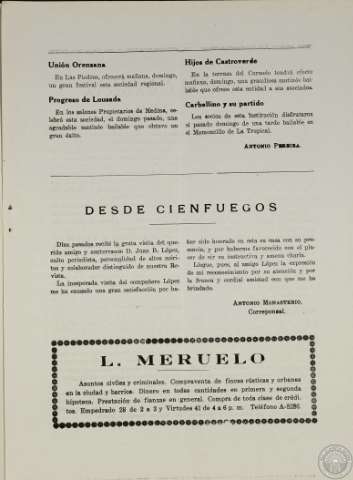 Unión Orensana
En Las Piedras, ofrecerá mañana, domingo,
un gran festival esta sociedad regional.
Progreso de Lousada
En los salones Propietarios de Medina, ce-
lebró esta sociedad, el domingo pasado, una
agradable matinée bailable que obtuvo un
gran éxito.
Hijos de Castroverde
En la terraza del Carmelo tendrá efecto
mañana, domingo, una grandiosa matinée bai-
lable que ofrece esta entidad a sus asociados.
Carballino y su partido
Los socios de esta Institución disfrutaron
el pasado domingo de una tarde bailable en
el Mamoncillo de La Tropical.
Antonio Pereira.
DESDE CIENFUEGOS
Días pasados recibí la grata visita del que-
rido amigo y conterráneo D. Juan B. López,
culto periodista, personalidad de altos méri-
tos y colaborador distinguido de nuestra Re-
vista.
La inesperada visita del compañero López
me ha causado una gran satisfacción por ha-
ber sido honrado en esta su casa con su pre-
sencia, y por haberme favorecido con el pla-
cer de oir su instructiva y amena charla.
Llegue, pues, al amigo López la expresión
de mi reconocimiento por su atención y por
la franca y cordial amistad con que me ha
brindado.
Antonio Monasterio,
Corresponsal.
L. MERUELO
Asuntos civiles y criminales. Compraventa de fincas rústicas y urbanas
en la ciudad y barrios. Dinero en todas cantidades en primera y segunda
hipoteca. Prestación de fianzas en general. Compra de toda clase de crédi-
tos. Empedrado 28 de 2 a 3 y Virtudes 41 de 4 a 6 p. m. Teléfono A-5286.